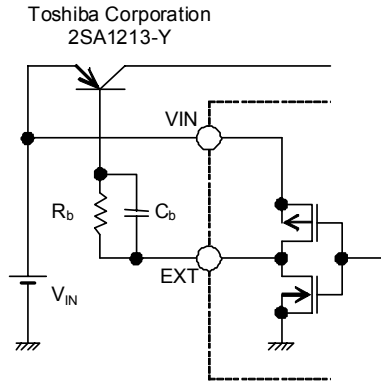 Toshiba Corporation
2SA1213-Y
VIN
Rb
Cb
EXT
VIN